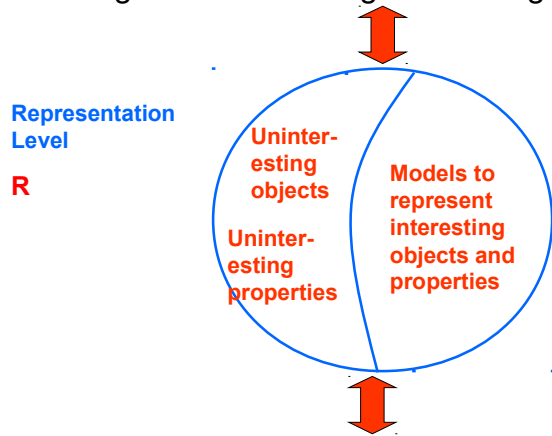 Representation
Level
R
Uninter-
esting
objects
Uninter-
esting
properties
Models to
represent
interesting
objects and
properties